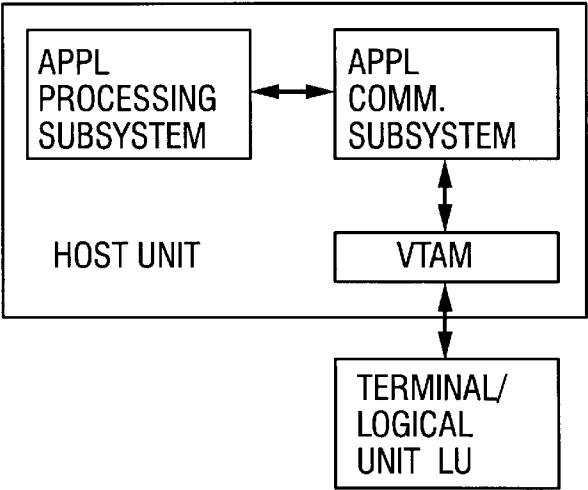 APPL
PROCESSING
SUBSYSTEM
APPL
COMM.
SUBSYSTEM
HOST UNIT
VTAM
TERMINAL/
LOGICAL
UNIT LU